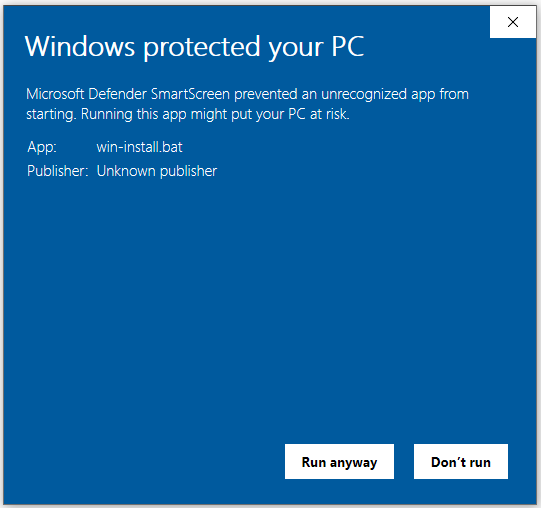 Windows protected your PC
Microsoft Defender SmartScreen prevented an unrecognized app from
starting. Running this app might put your PC at risk.
App: win-install.bat
Publisher: Unknown publisher
Run anyway Don’t run